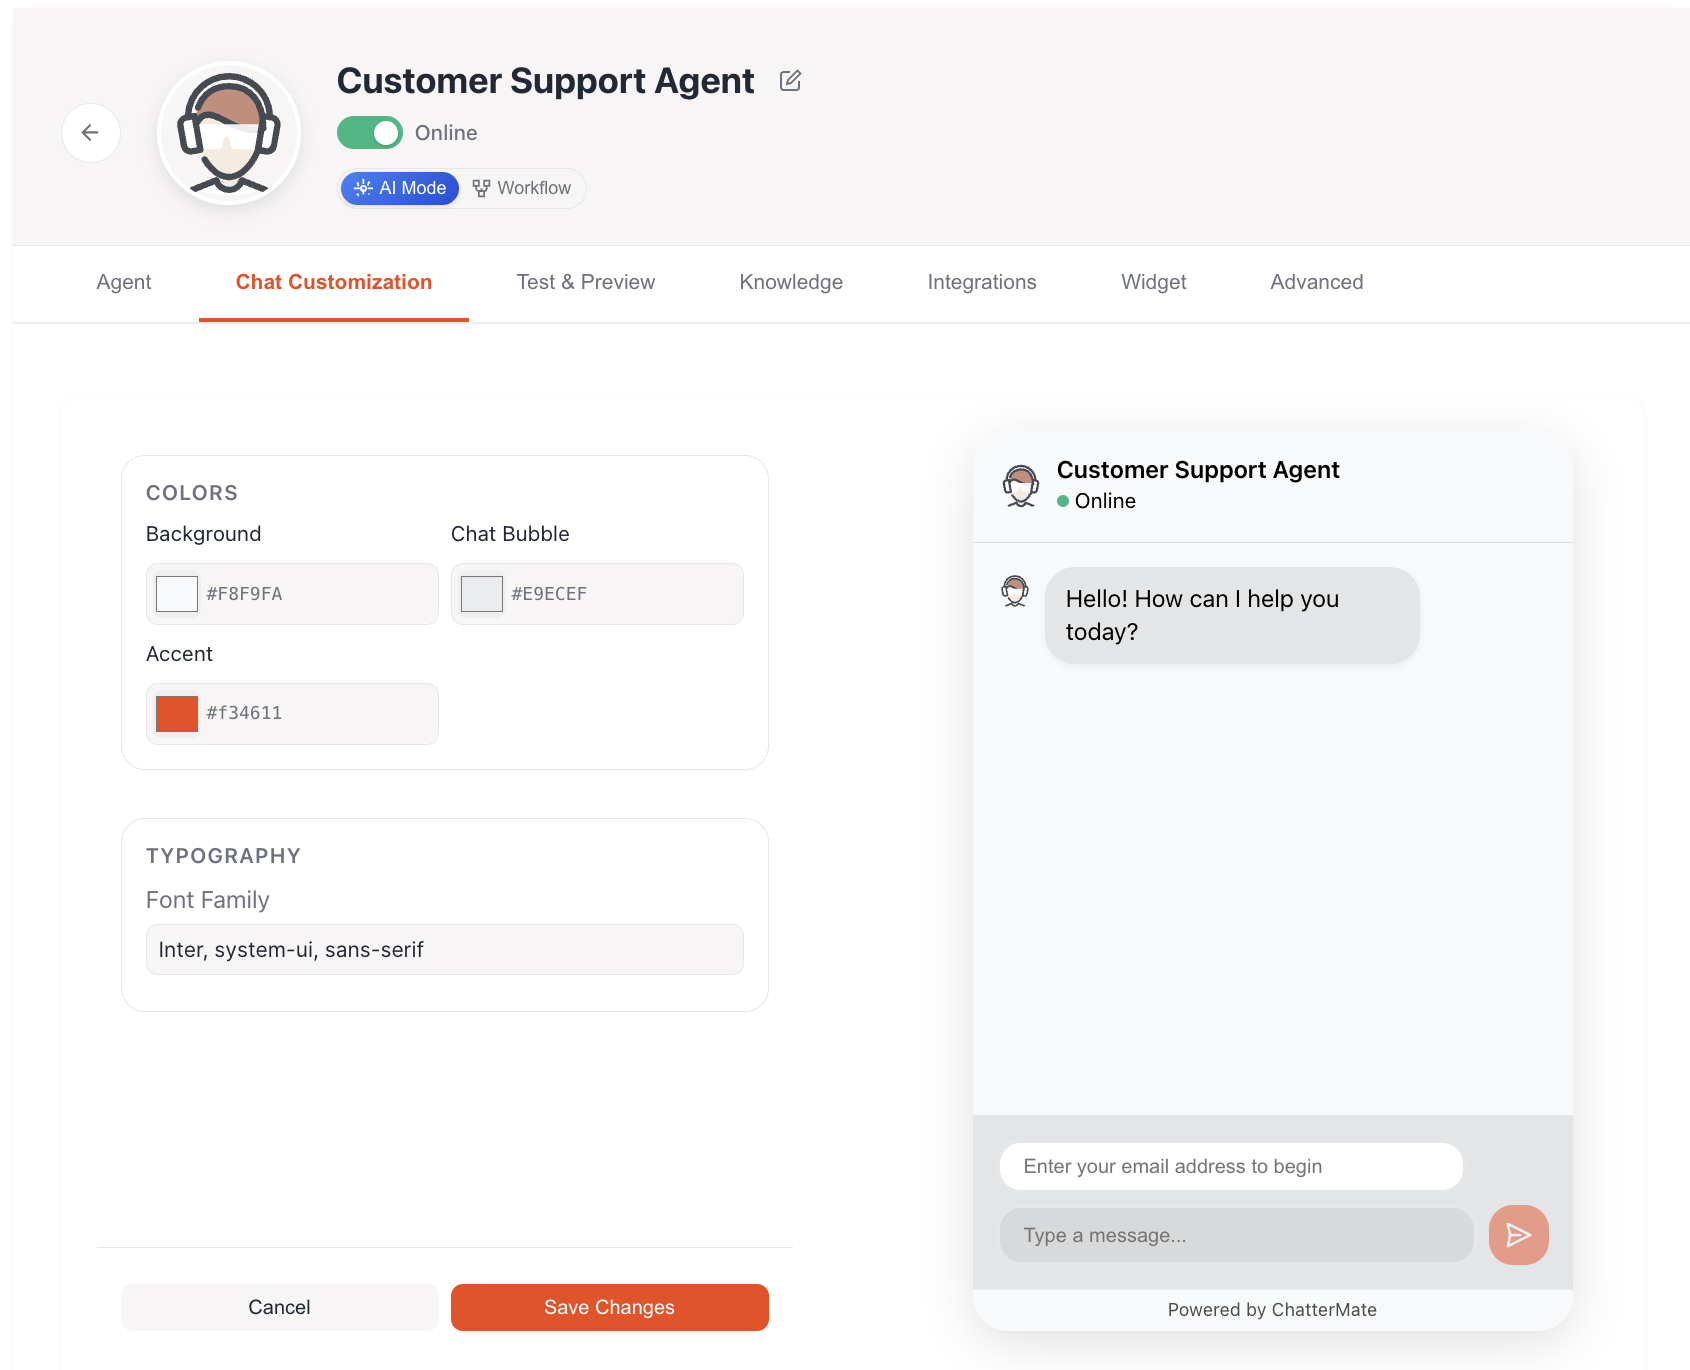 Customer Support Agent
Online
AI Mode
Workflow
Agent
Chat Customization
Test & Preview
Knowledge
Integrations
Widget
Advanced
COLORS
Background
Chat Bubble
#F8F9FA
#E9ECEF
Accent
#f34611
TYPOGRAPHY
Font Family
Inter, system-ui, sans-serif
Cancel
Save Changes
Customer Support Agent
Online
Hello! How can I help you
today?
Enter your email address to begin
Type a message...
Powered by ChatterMate